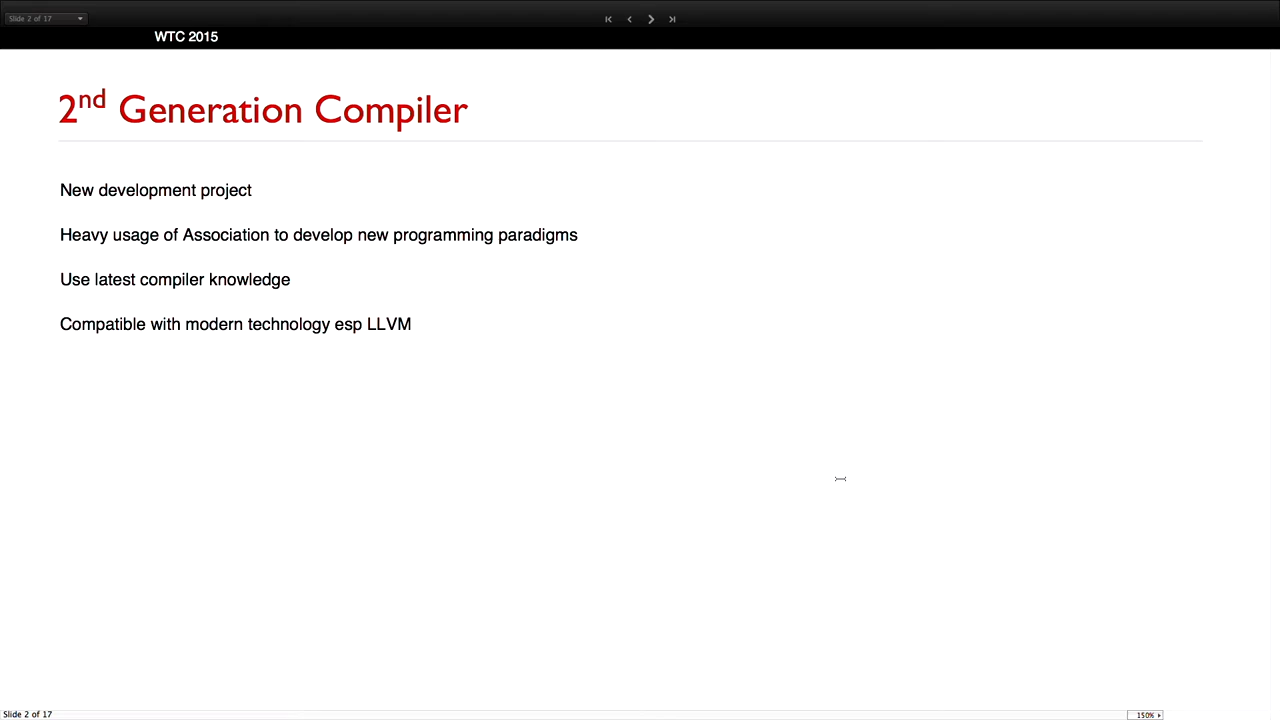 Slide 2 of 17
WTC 2015
2nd Generation Compiler
New development project
Heavy usage of Association to develop new programming paradigms
Use latest compiler knowledge
Compatible with modern technology esp LLVM
Slide 2 of 17
150%